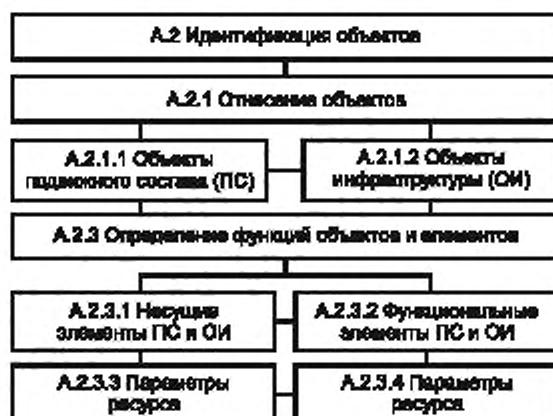 А.2 Идентификация объектов
А.2.1 Описание объектов
А.2.1.1 Объекты
подвижного состава (ПС)
А.2.1.2 Объекты
инфраструктуры (ОИ)
А.2.3 Определение функций объектов и элементов
А.2.3.1 Несущие
элементы ПС и ОИ
А.2.3.2 Функциональные
элементы ПС и ОИ
А.2.3.3 Параметры
ресурса
А.2.3.4 Параметры
ресурса